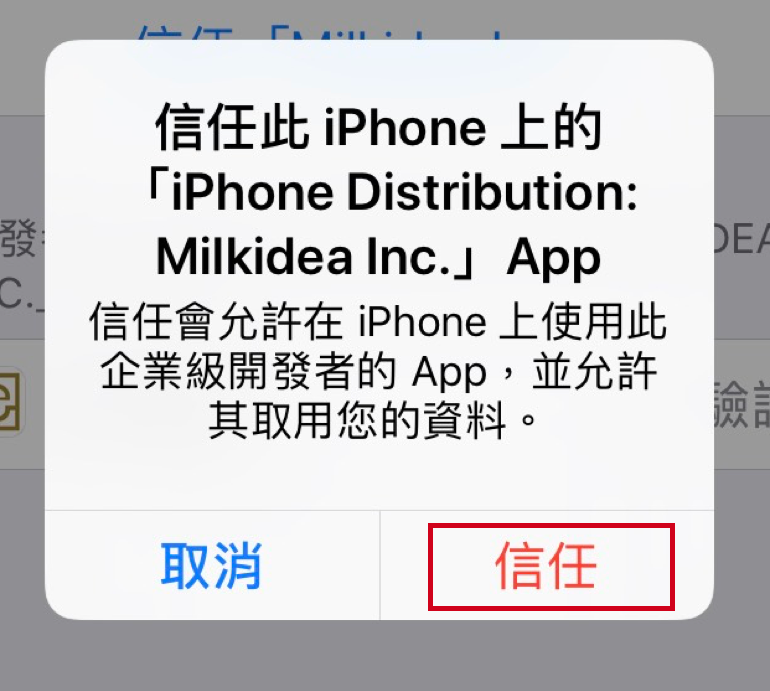 信任「Milkidea I
信任此 iPhone 上的
「iPhone Distribution:
Milkidea Inc.」App
信任會允許在 iPhone 上使用此
企業級開發者的 App，並允許
其取用您的資料。
發 DEA
C.
e 驗
取消 信任